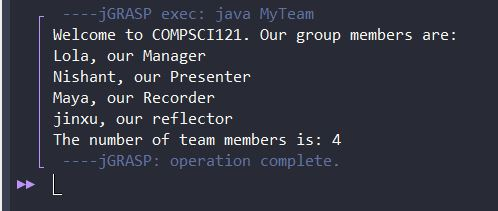 ----jGRASP exec: java MyTeam
Welcome to COMPSCI121. Our group members are:
Lola, our Manager
Nishant, our Presenter
Maya, our Recorder
jinxu, our reflector
The number of team members is: 4
----jGRASP: operation complete.